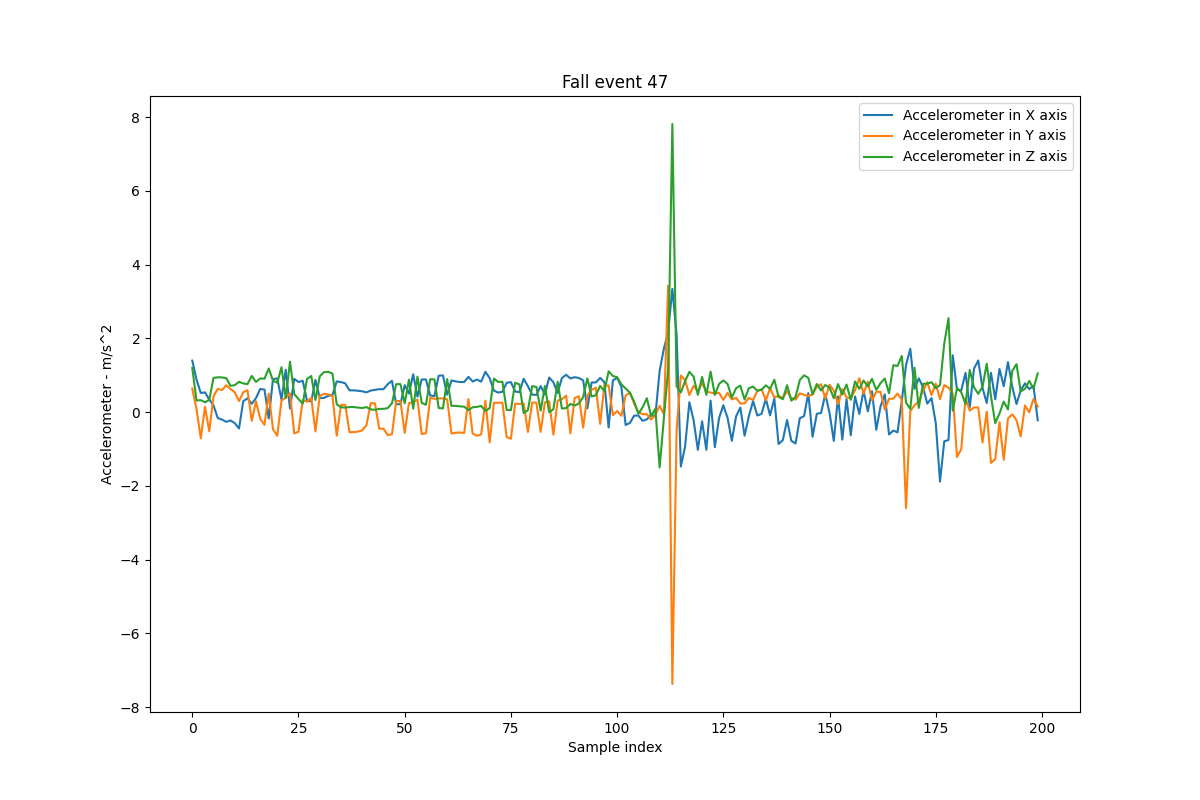 Fall event 47
Accelerometer in X axis
Accelerometer in Y axis
Accelerometer in Z axis
Accelerometer - m/s^2
8
6
4
2
0
−2
−4
−6
−8
0 25 50 75 100 125 150 175 200
Sample index